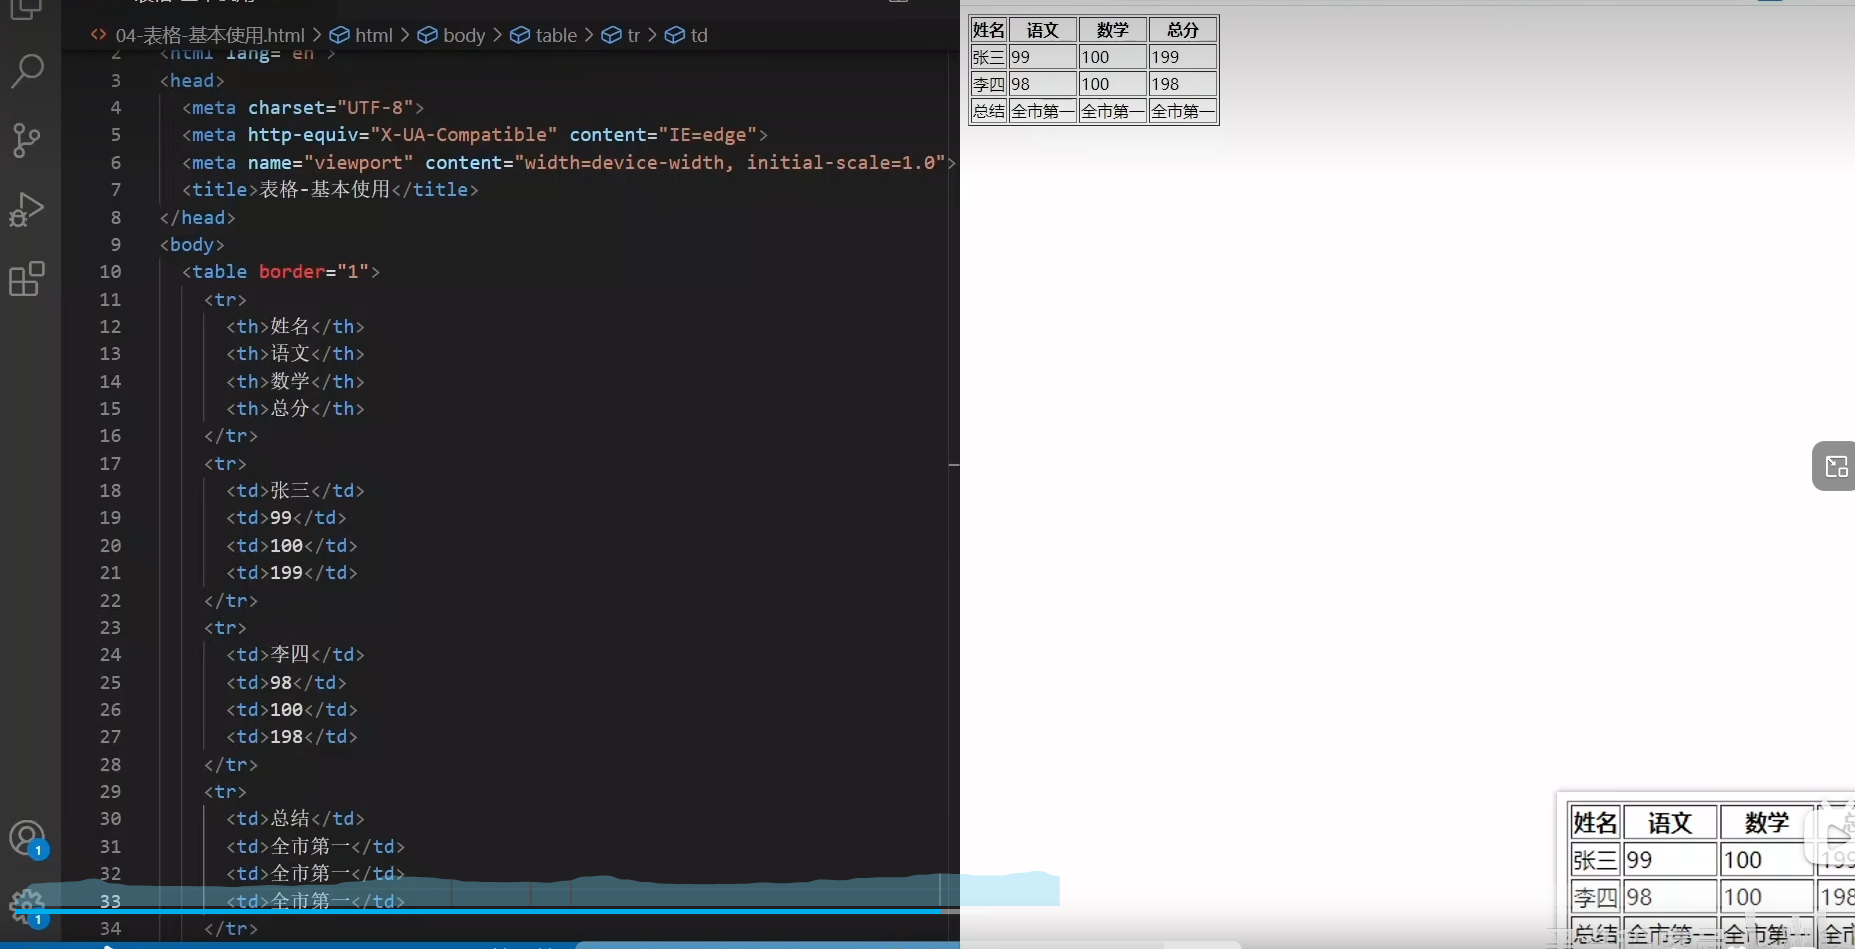 04-表格-基本使用.html > html > body > table > tr > td
2 <html lang="en">
3 <head>
4 <meta charset="UTF-8">
5 <meta http-equiv="X-UA-Compatible" content="IE=edge">
6 <meta name="viewport" content="width=device-width, initial-scale=1.0">
7 <title>表格-基本使用</title>
8 </head>
9 <body>
10 <table border="1">
11 <tr>
12 <th>姓名</th>
13 <th>语文</th>
14 <th>数学</th>
15 <th>总分</th>
16 </tr>
17 <tr>
18 <td>张三</td>
19 <td>99</td>
20 <td>100</td>
21 <td>199</td>
22 </tr>
23 <tr>
24 <td>李四</td>
25 <td>98</td>
26 <td>100</td>
27 <td>198</td>
28 </tr>
29 <tr>
30 <td>总结</td>
31 <td>全市第一</td>
32 <td>全市第一</td>
33 <td>全市第一</td>
34 </tr>
1
1
姓名 语文 数学 总分
张三 99 100 199
李四 98 100 198
总结 全市第一 全市第一 全市第一
姓名 语文 数学
张三 99 100 199
李四 98 100 198
总结 全市第一 全市第一 全市